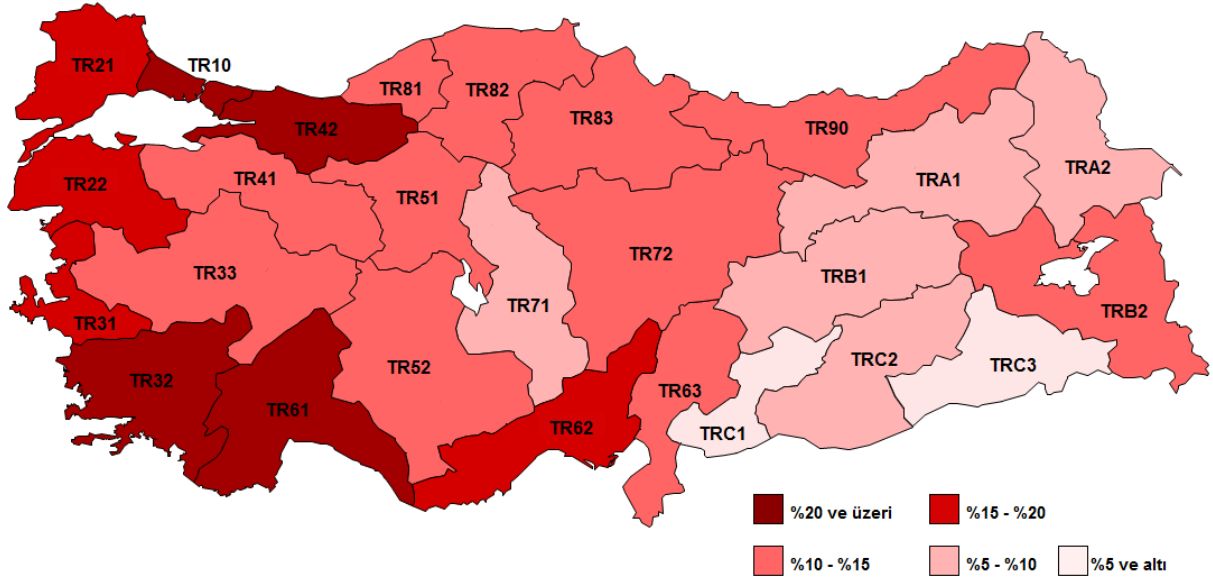 TR21
TR10
TR81
TR82
TR83
TR42
TR90
TR22
TR41
TR51
TRA1
TRA2
TR33
TR72
TRB1
TR71
TRB2
TR31
TR32
TR52
TRC2
TRC3
TR61
TR63
TR62
TRC1
%20 ve üzeri
%15 - %20
%10 - %15
%5 - %10
%5 ve altı